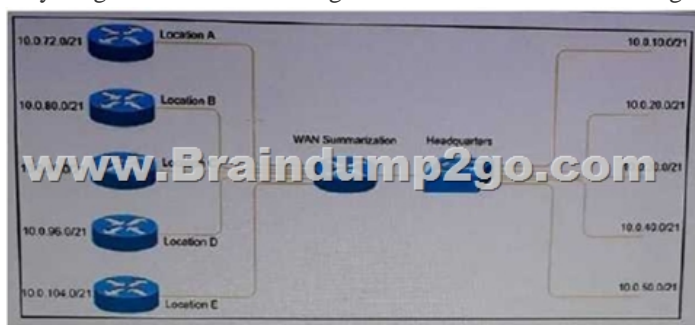 10.0.72.0/21
Location A
10.0.10.0/21
10.0.80.0/21
Location B
10.0.20.0/21
WAN Summarization
Headquarters
www.Braindump2go.com
10.0.96.0/21
Location D
10.0.40.0/21
10.0.104.0/21
Location E
10.0.50.0/21